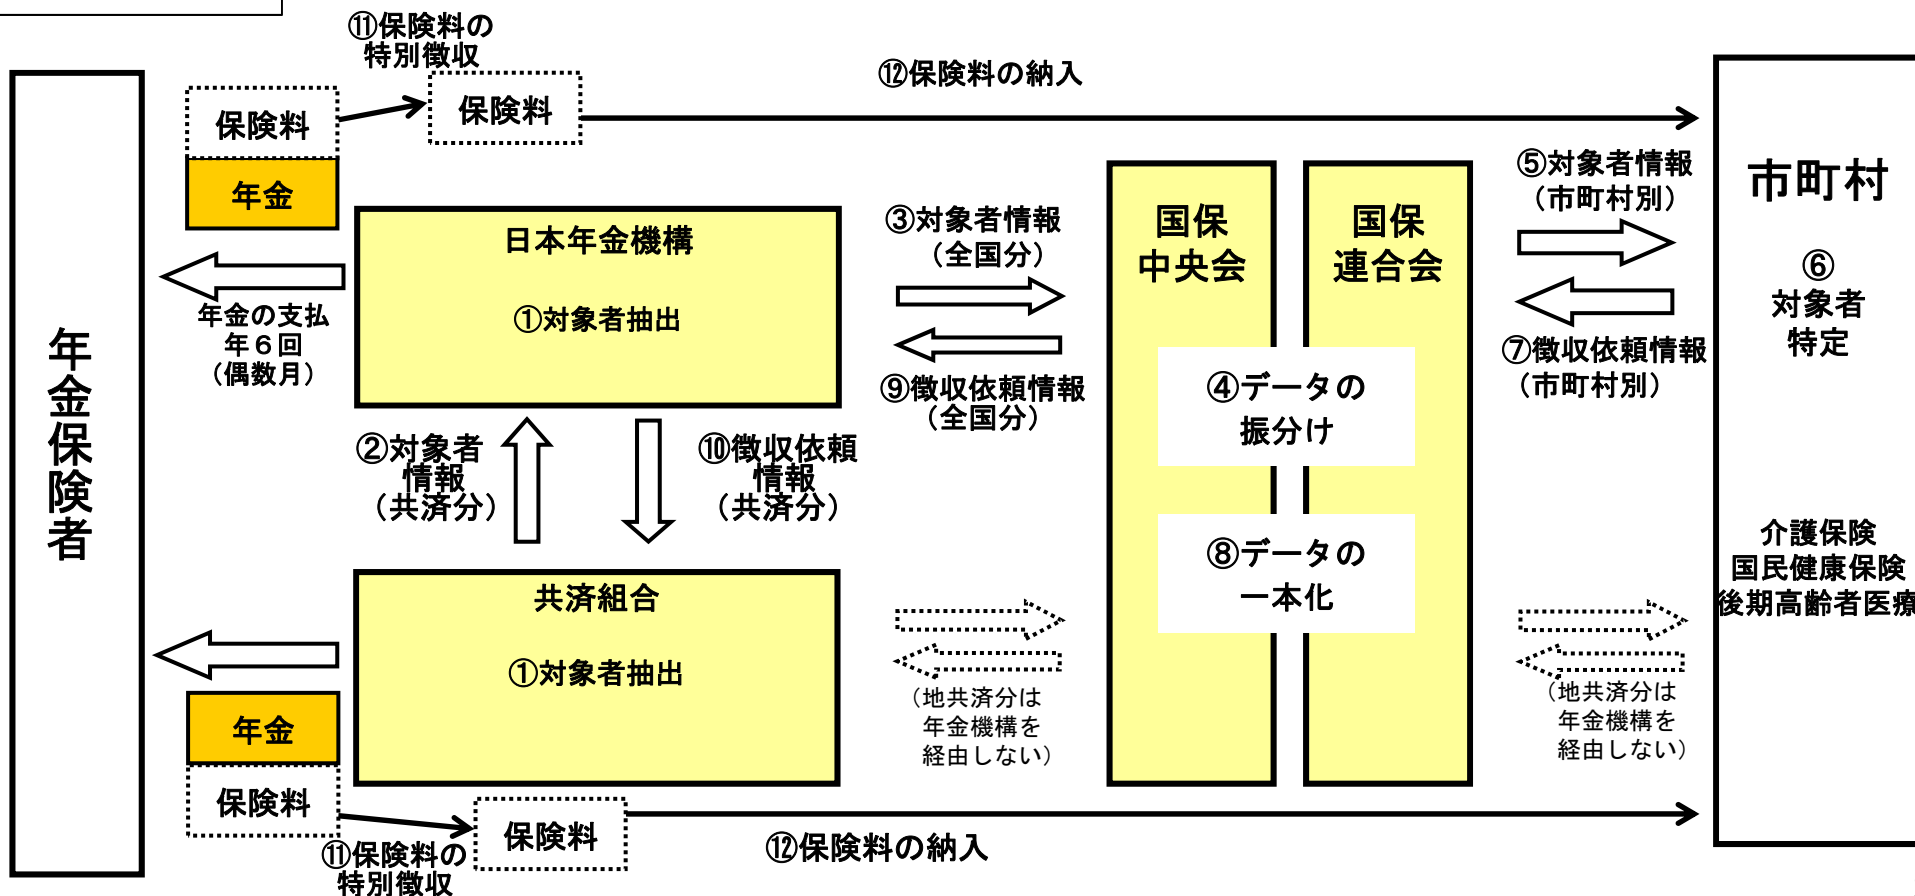 ⑪保険料の
特別徴収
⑫保険料の納入
保険料
保険料
年金
日本年金機構
①対象者抽出
年金の支払
年６回
（偶数月）
年金保険者
③対象者情報
（全国分）
⑨徴収依頼情報
（全国分）
国保
中央会
国保
連合会
⑤対象者情報
（市町村別）
⑦徴収依頼情報
（市町村別）
市町村
⑥
対象者
特定
④データの
振分け
②対象者
情報
（共済分）
⑩徴収依頼
情報
（共済分）
⑧データの
一本化
介護保険
国民健康保険
後期高齢者医療
共済組合
①対象者抽出
（地共済分は
年金機構を
経由しない）
（地共済分は
年金機構を
経由しない）
年金
保険料
保険料
⑪保険料の
特別徴収
⑫保険料の納入